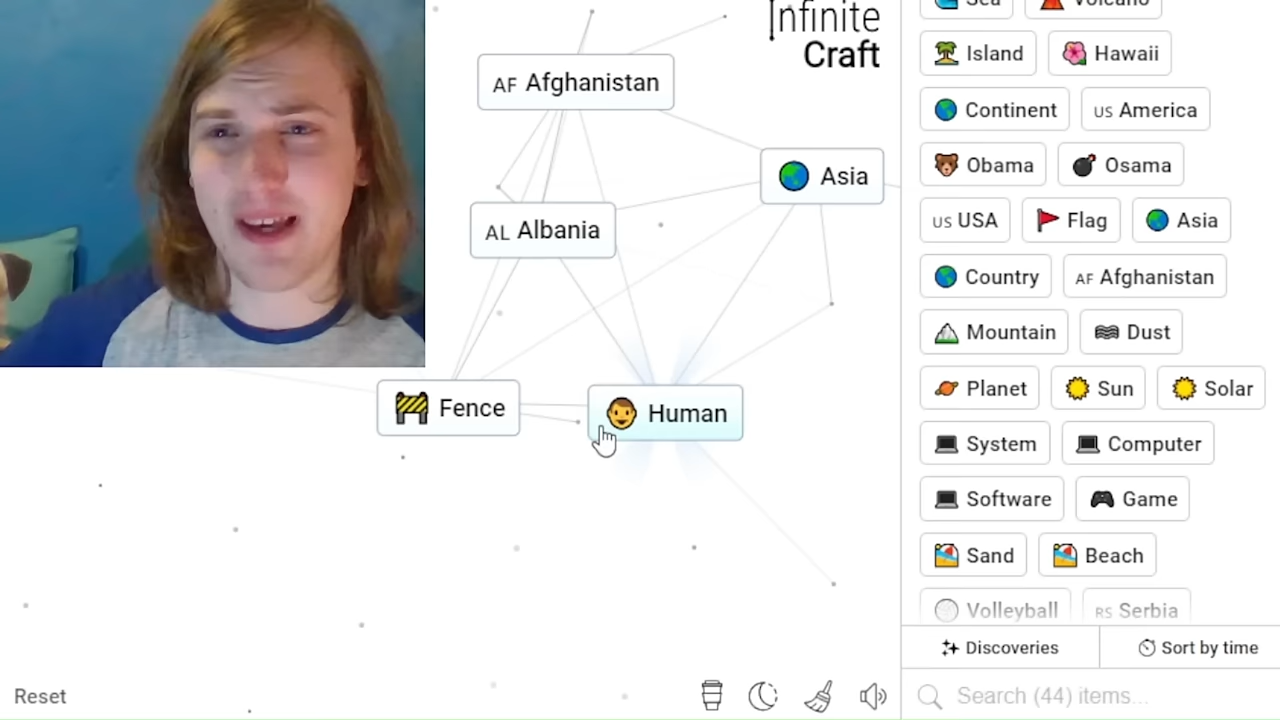 Infinite
Craft
AF Afghanistan
Asia
AL Albania
Fence
Human
Reset
Sea Volcano
Island Hawaii
Continent US America
Obama Osama
US USA Flag Asia
Country AF Afghanistan
Mountain Dust
Planet Sun Solar
System Computer
Software Game
Sand Beach
Volleyball RS Serbia
Discoveries Sort by time
Search (44) items...